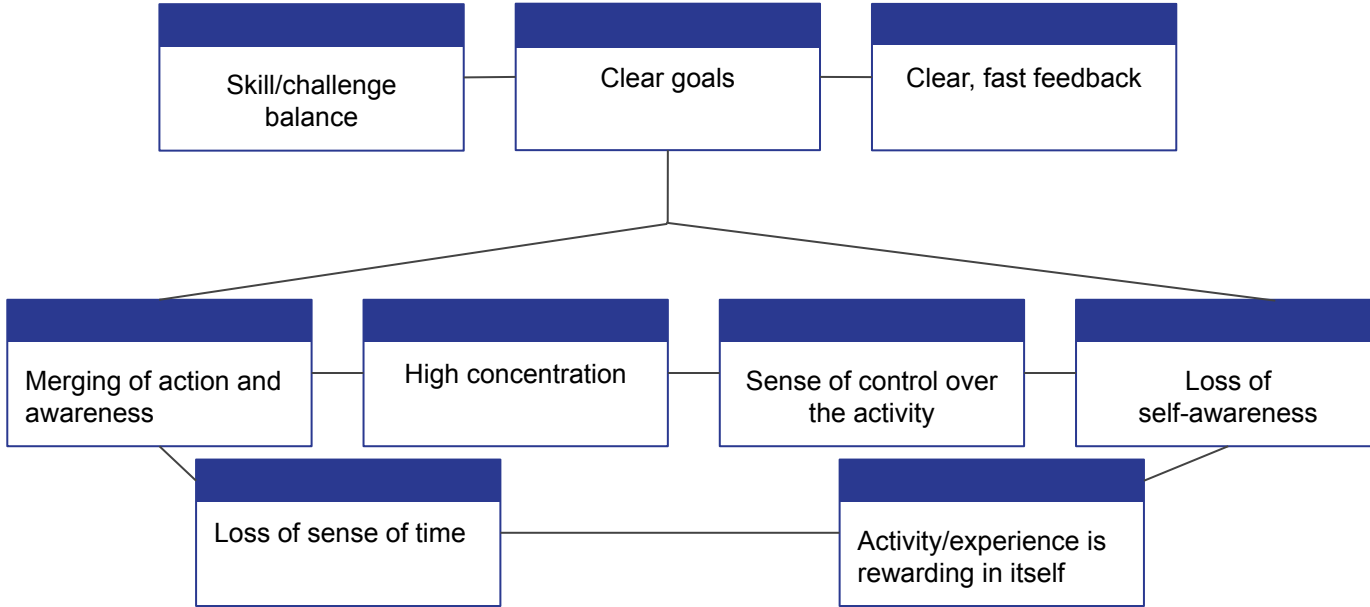 Skill/challenge
balance
Clear goals
Clear, fast feedback
Merging of action and
awareness
High concentration
Sense of control over
the activity
Loss of
self-awareness
Loss of sense of time
Activity/experience is
rewarding in itself